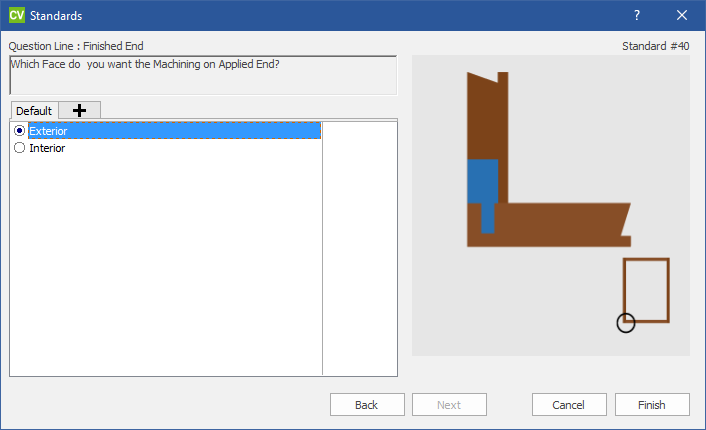 CV Standards ?
Question Line : Finished End Standard #40
Which Face do  you want the Machining on Applied End?
Default
Exterior
Interior
Back Next Cancel Finish